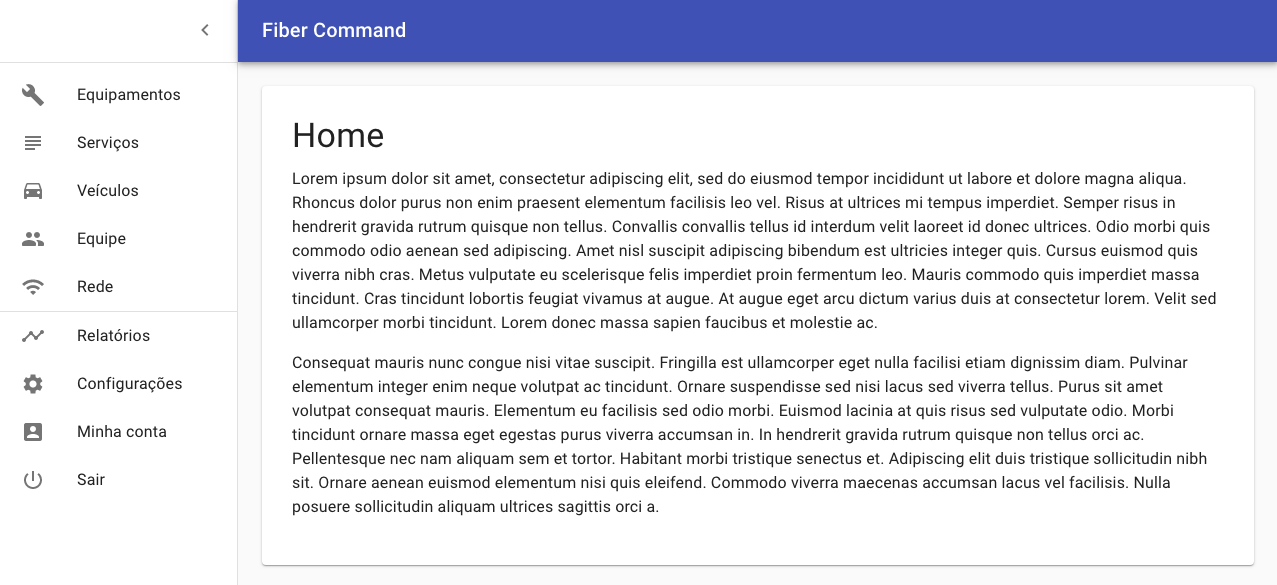 Fiber Command
Equipamentos
Serviços
Veículos
Equipe
Rede
Relatórios
Configurações
Minha conta
Sair
Home
Lorem ipsum dolor sit amet, consectetur adipiscing elit, sed do eiusmod tempor incididunt ut labore et dolore magna aliqua.
Rhoncus dolor purus non enim praesent elementum facilisis leo vel. Risus at ultrices mi tempus imperdiet. Semper risus in
hendrerit gravida rutrum quisque non tellus. Convallis convallis tellus id interdum velit laoreet id donec ultrices. Odio morbi quis
commodo odio aenean sed adipiscing. Amet nisl suscipit adipiscing bibendum est ultricies integer quis. Cursus euismod quis
viverra nibh cras. Metus vulputate eu scelerisque felis imperdiet proin fermentum leo. Mauris commodo quis imperdiet massa
tincidunt. Cras tincidunt lobortis feugiat vivamus at augue. At augue eget arcu dictum varius duis at consectetur lorem. Velit sed
ullamcorper morbi tincidunt. Lorem donec massa sapien faucibus et molestie ac.
Consequat mauris nunc congue nisi vitae suscipit. Fringilla est ullamcorper eget nulla facilisi etiam dignissim diam. Pulvinar
elementum integer enim neque volutpat ac tincidunt. Ornare suspendisse sed nisi lacus sed viverra tellus. Purus sit amet
volutpat consequat mauris. Elementum eu facilisis sed odio morbi. Euismod lacinia at quis risus sed vulputate odio. Morbi
tincidunt ornare massa eget egestas purus viverra accumsan in. In hendrerit gravida rutrum quisque non tellus orci ac.
Pellentesque nec nam aliquam sem et tortor. Habitant morbi tristique senectus et. Adipiscing elit duis tristique sollicitudin nibh
sit. Ornare aenean euismod elementum nisi quis eleifend. Commodo viverra maecenas accumsan lacus vel facilisis. Nulla
posuere sollicitudin aliquam ultrices sagittis orci a.